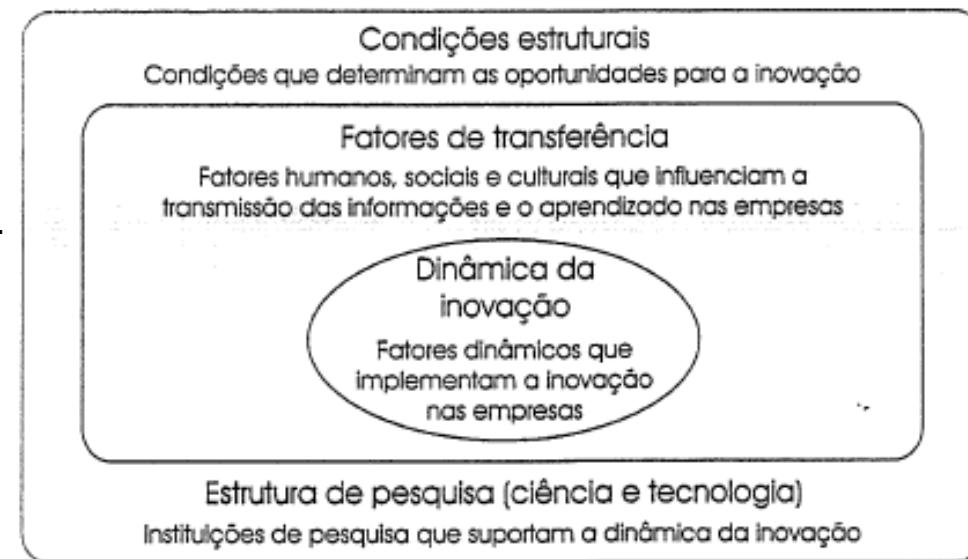 Condições estruturais
Condições que determinam as oportunidades para a inovação
Fatores de transferência
Fatores humanos, sociais e culturais que influenciam a
transmissão das informações e o aprendizado nas empresas
Dinâmica da
inovação
Fatores dinâmicos que
implementam a inovação
nas empresas
Estrutura de pesquisa (ciência e tecnologia)
Instituições de pesquisa que suportam a dinâmica da inovação